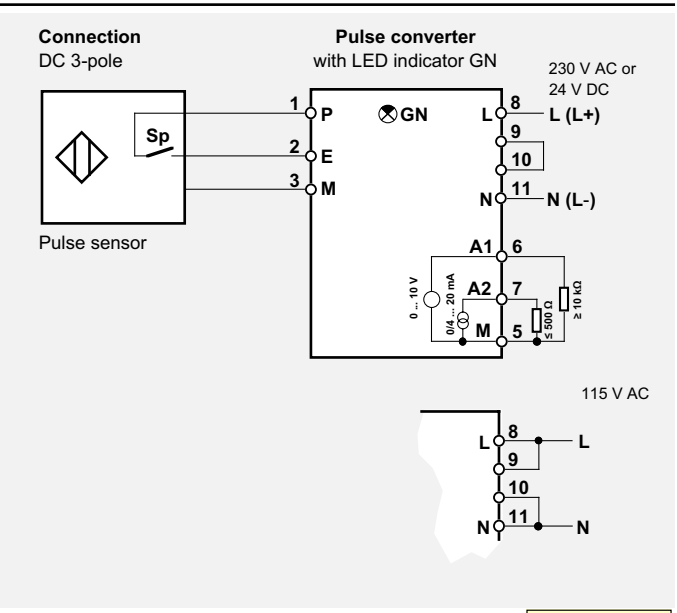 Connection
DC 3-pole
Pulse converter
with LED indicator GN
230 V AC or
24 V DC
1 P
GN
L 8 L (L+)
Sp
9
2 E
10
3 M
N 11 N (L-)
Pulse sensor
A1 6
A2 7
M 5
0 ... 10 V
0/4 ... 20 mA
≤ 500 Ω
≥ 10 kΩ
115 V AC
L 8 L
9
10
N 11 N